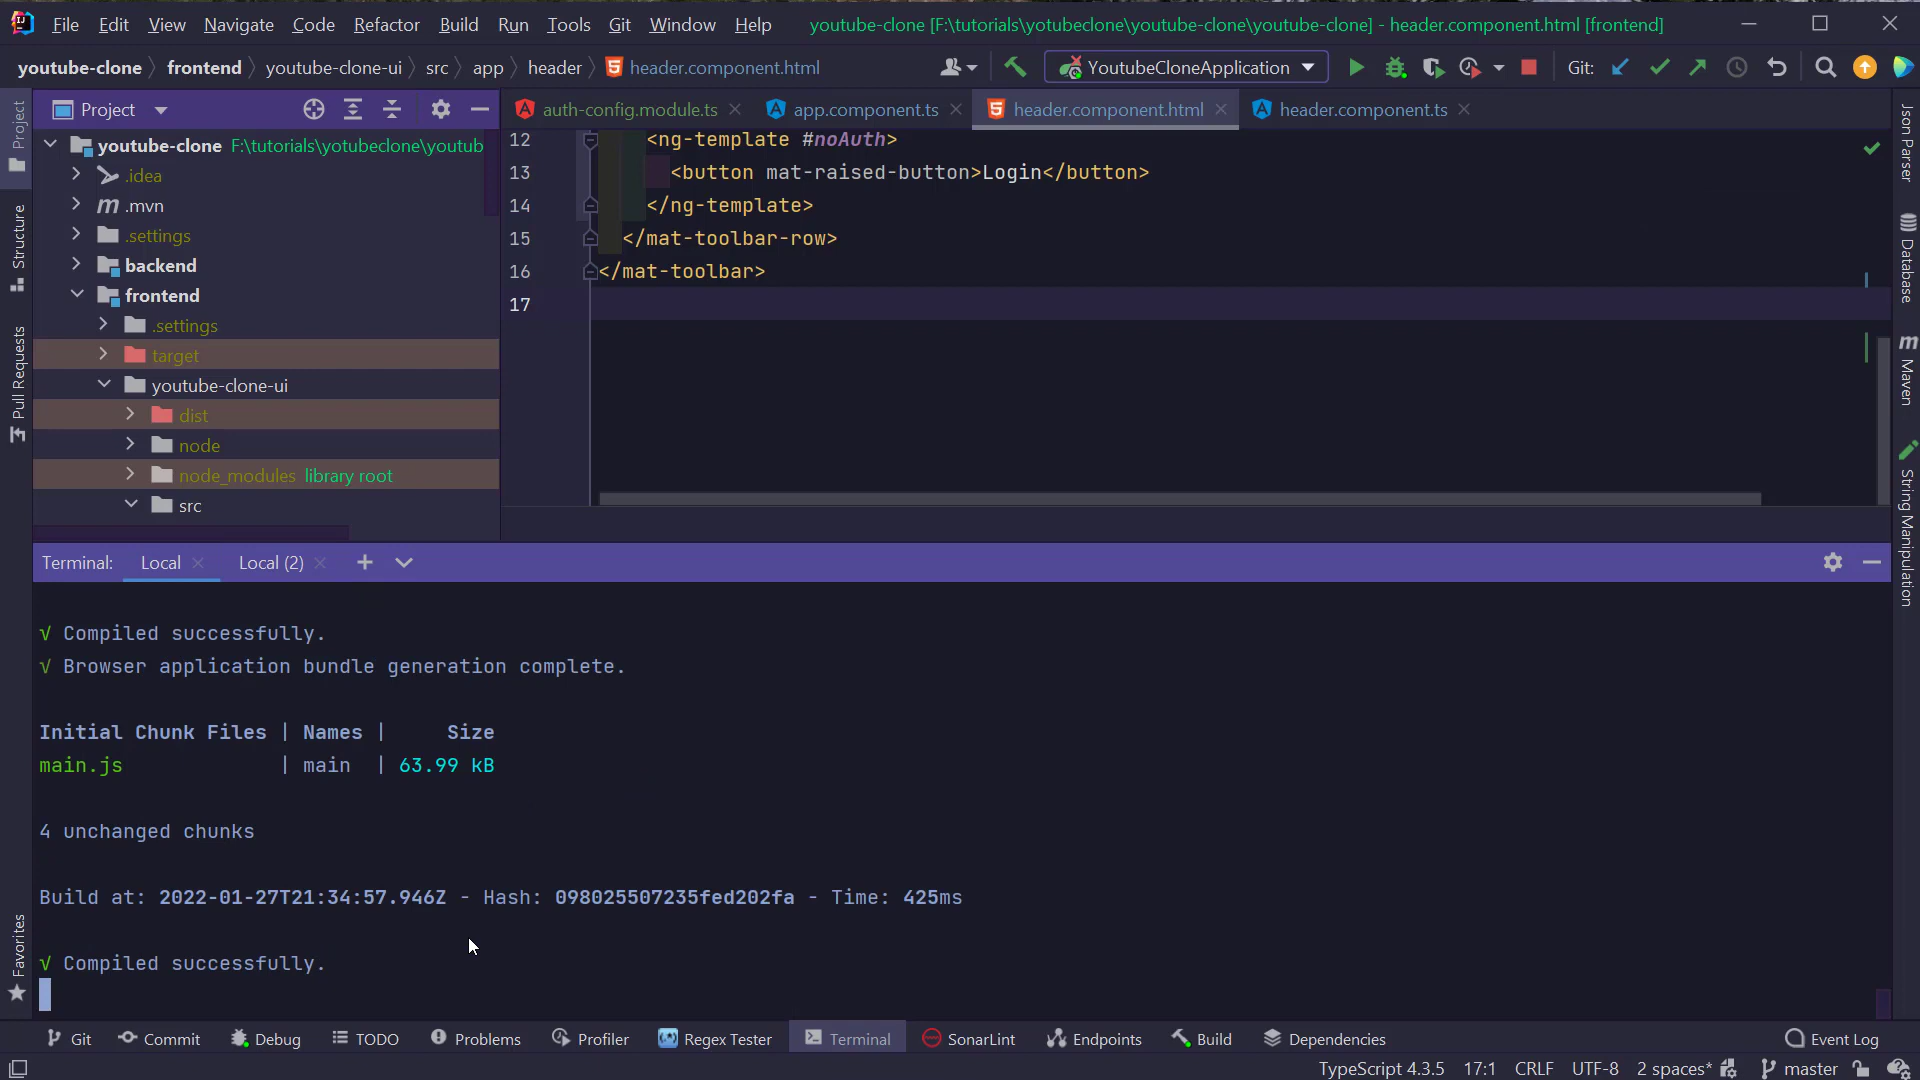 File Edit View Navigate Code Refactor Build Run Tools Git Window Help youtube-clone [F:\tutorials\yotubeclone\youtube-clone\youtube-clone] - header.component.html [frontend]
youtube-clone frontend youtube-clone-ui src app header header.component.html YoutubeCloneApplication Git:
Project
auth-config.module.ts app.component.ts header.component.html header.component.ts
youtube-clone F:\tutorials\yotubeclone\youtub
.idea
.mvn
.settings
backend
frontend
.settings
target
youtube-clone-ui
dist
node
node_modules library root
src
12 <ng-template #noAuth>
13 <button mat-raised-button>Login</button>
14 </ng-template>
15 </mat-toolbar-row>
16 </mat-toolbar>
17
Project
Structure
Pull Requests
Favorites
Json Parser
Database
Maven
String Manipulation
Terminal: Local Local (2)
√ Compiled successfully.
√ Browser application bundle generation complete.
Initial Chunk Files | Names | Size
main.js | main | 63.99 kB
4 unchanged chunks
Build at: 2022-01-27T21:34:57.946Z - Hash: 098025507235fed202fa - Time: 425ms
√ Compiled successfully.
Git Commit Debug TODO Problems Profiler Regex Tester Terminal SonarLint Endpoints Build Dependencies Event Log
TypeScript 4.3.5 17:1 CRLF UTF-8 2 spaces* master